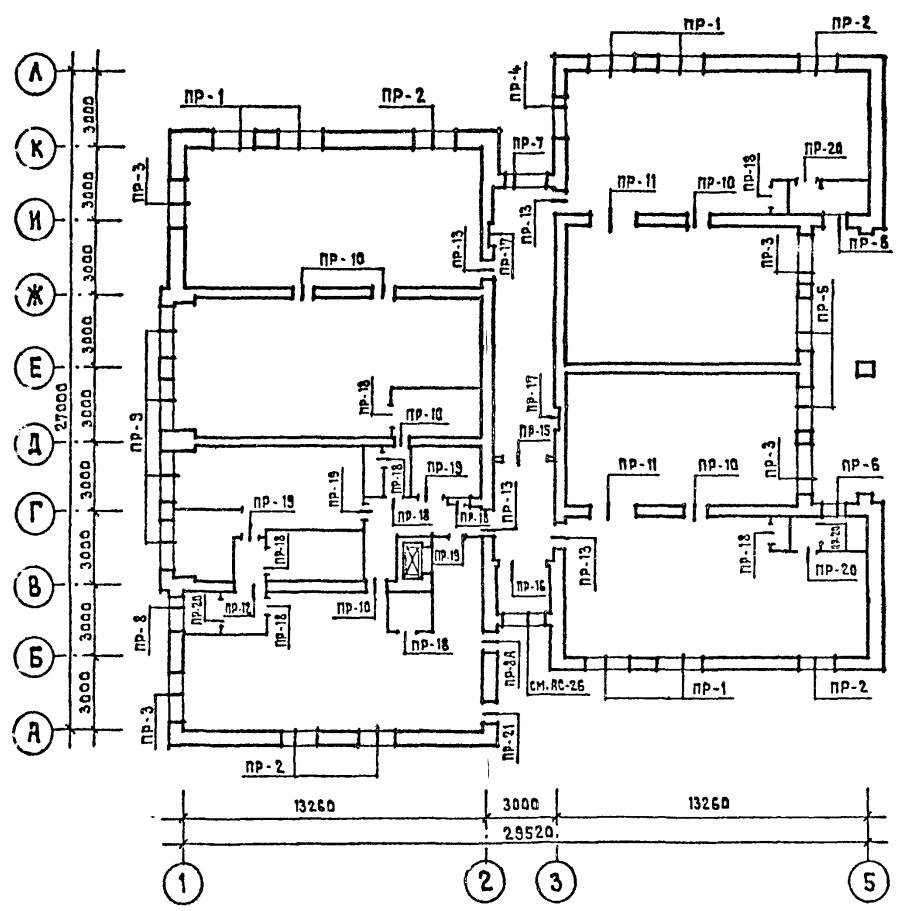 ПР-1
ПР-2
Л
ПР-4
ПР-1
ПР-2
3000
К
ПР-7
ПР-18
ПР-20
ПР-3
3000
ПР-11
ПР-10
И
ПР-13
ПР-17
ПР-13
ПР-3
ПР-6
3000
ПР-10
Ж
ПР-5
3000
Е
27000
ПР-9
ПР-18
ПР-17
3000
ПР-10
ПР-15
Д
ПР-19
ПР-18
ПР-19
ПР-13
ПР-11
ПР-10
ПР-3
ПР-6
3000
Г
ПР-19
ПР-18
ПР-18
ПР-18
ПР-19
ПР-13
ПР-18
ПР-20
ПР-20
3000
В
ПР-8
ПР-20
ПР-12
ПР-18
ПР-10
ПР-16
3000
Б
ПР-18
ПР-8А
СМ. АС-26
ПР-1
ПР-2
3000
ПР-3
А
ПР-21
ПР-2
13260
3000
13260
29520
1
2
3
5